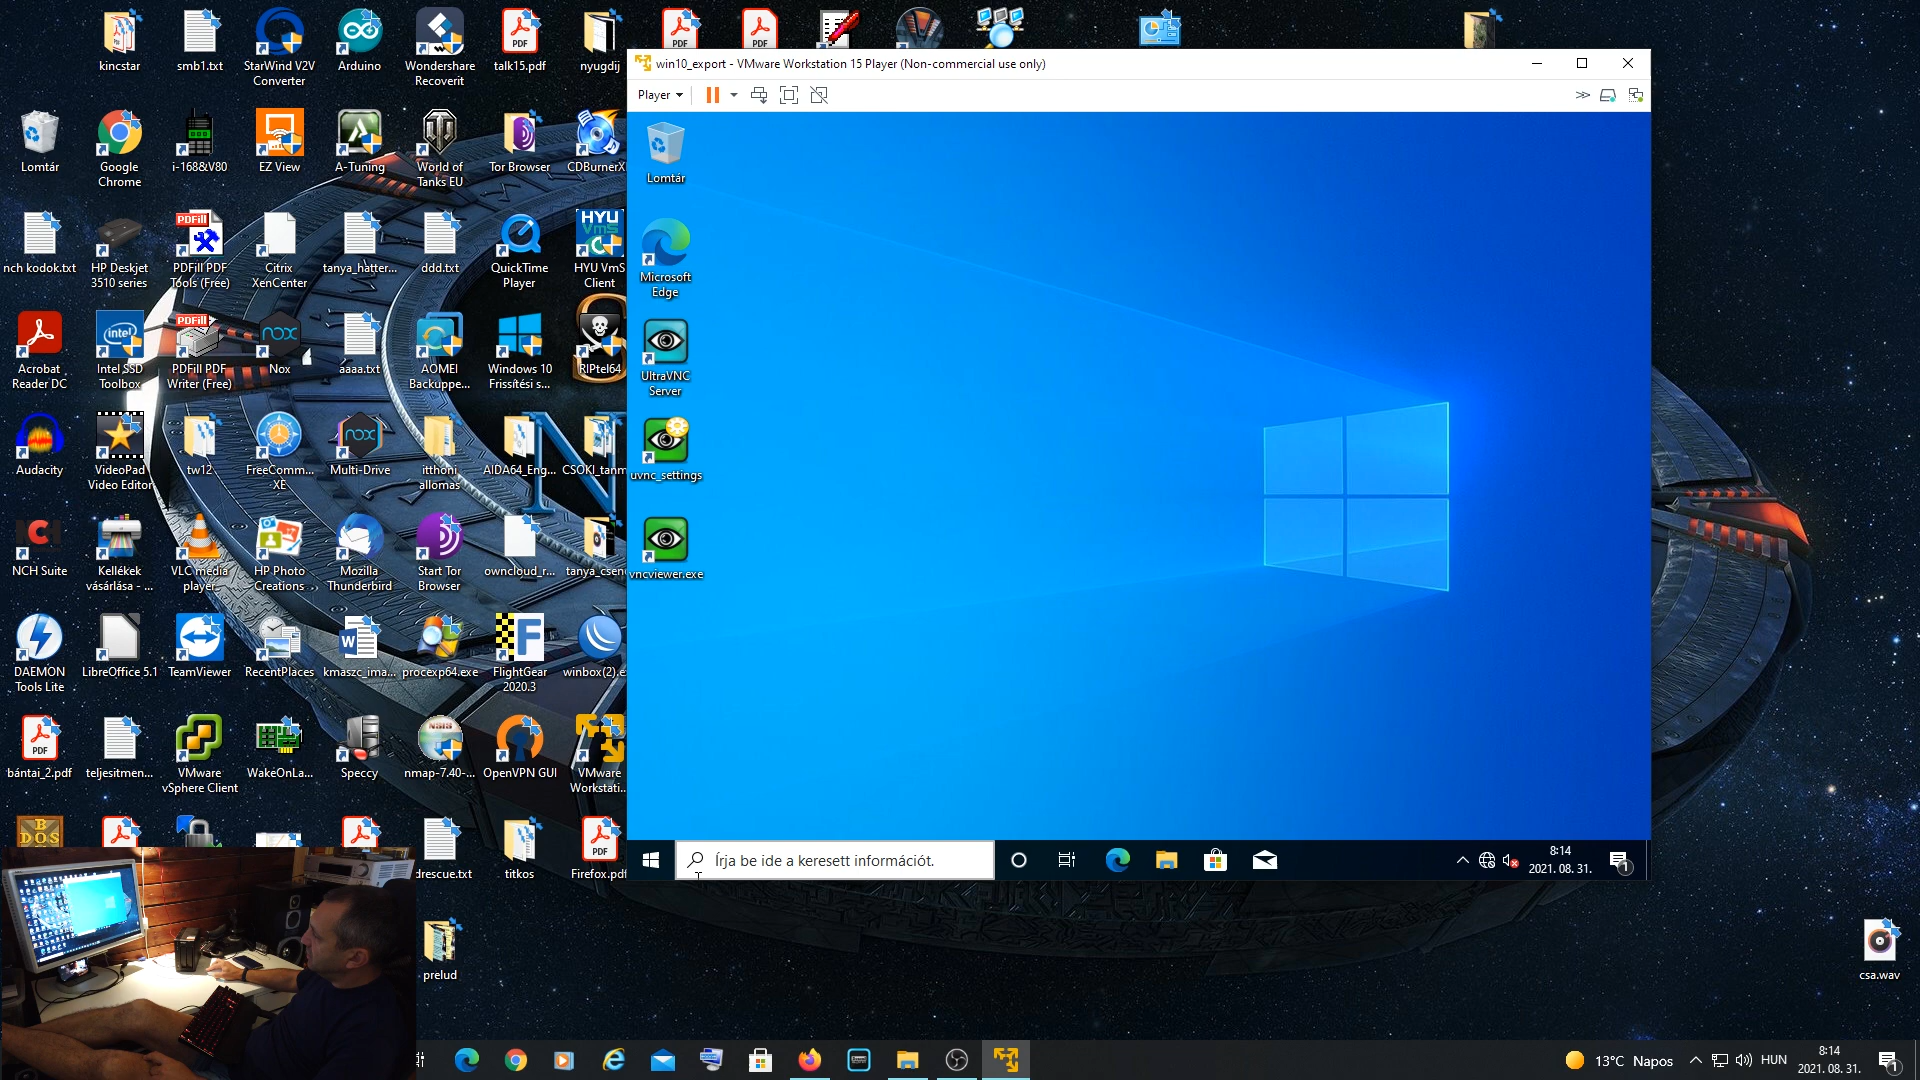 kincstar
smb1.txt
StarWind V2V
Converter
Arduino
Wondershare
Recoverit
talk15.pdf
nyugdij
win10_export - VMware Workstation 15 Player (Non-commercial use only)
Player
Lomtár
Google
Chrome
i-1688&V80
EZ View
A-Tuning
World of
Tanks EU
Tor Browser
CDBurnerX
nch kodok.txt
HP Deskjet
3510 series
PDFill PDF
Tools (Free)
Citrix
XenCenter
tanya_hatter...
ddd.txt
QuickTime
Player
HYU VmS
Client
Acrobat
Reader DC
Intel SSD
Toolbox
PDFill PDF
Writer (Free)
Nox
aaaa.txt
AOMEI
Backuppe...
Windows 10
Frissítési s...
RIPtel64
Audacity
VideoPad
Video Editor
tw12
FreeComm...
XE
Multi-Drive
itthoni
allomas
AIDA64_Eng...
CSOKI_tanm
NCH Suite
Kellékek
vásárlása - ...
VLC media
player
HP Photo
Creations
Mozilla
Thunderbird
Start Tor
Browser
owncloud_r...
tanya_csen
DAEMON
Tools Lite
LibreOffice 5.1
TeamViewer
RecentPlaces
kmaszc_ima...
procexp64.exe
FlightGear
2020.3
winbox(2).e
bántai_2.pdf
teljesitmen...
VMware
vSphere Client
WakeOnLa...
Speccy
nmap-7.40-...
OpenVPN GUI
VMware
Workstati...
drescue.txt
titkos
Firefox.pdf
prelud
csa.wav
Lomtár
Microsoft
Edge
UltraVNC
Server
uvnc_settings
vncviewer.exe
Írja be ide a keresett információt.
8:14
2021. 08. 31.
1
13°C Napos
HUN
8:14
2021. 08. 31.
1